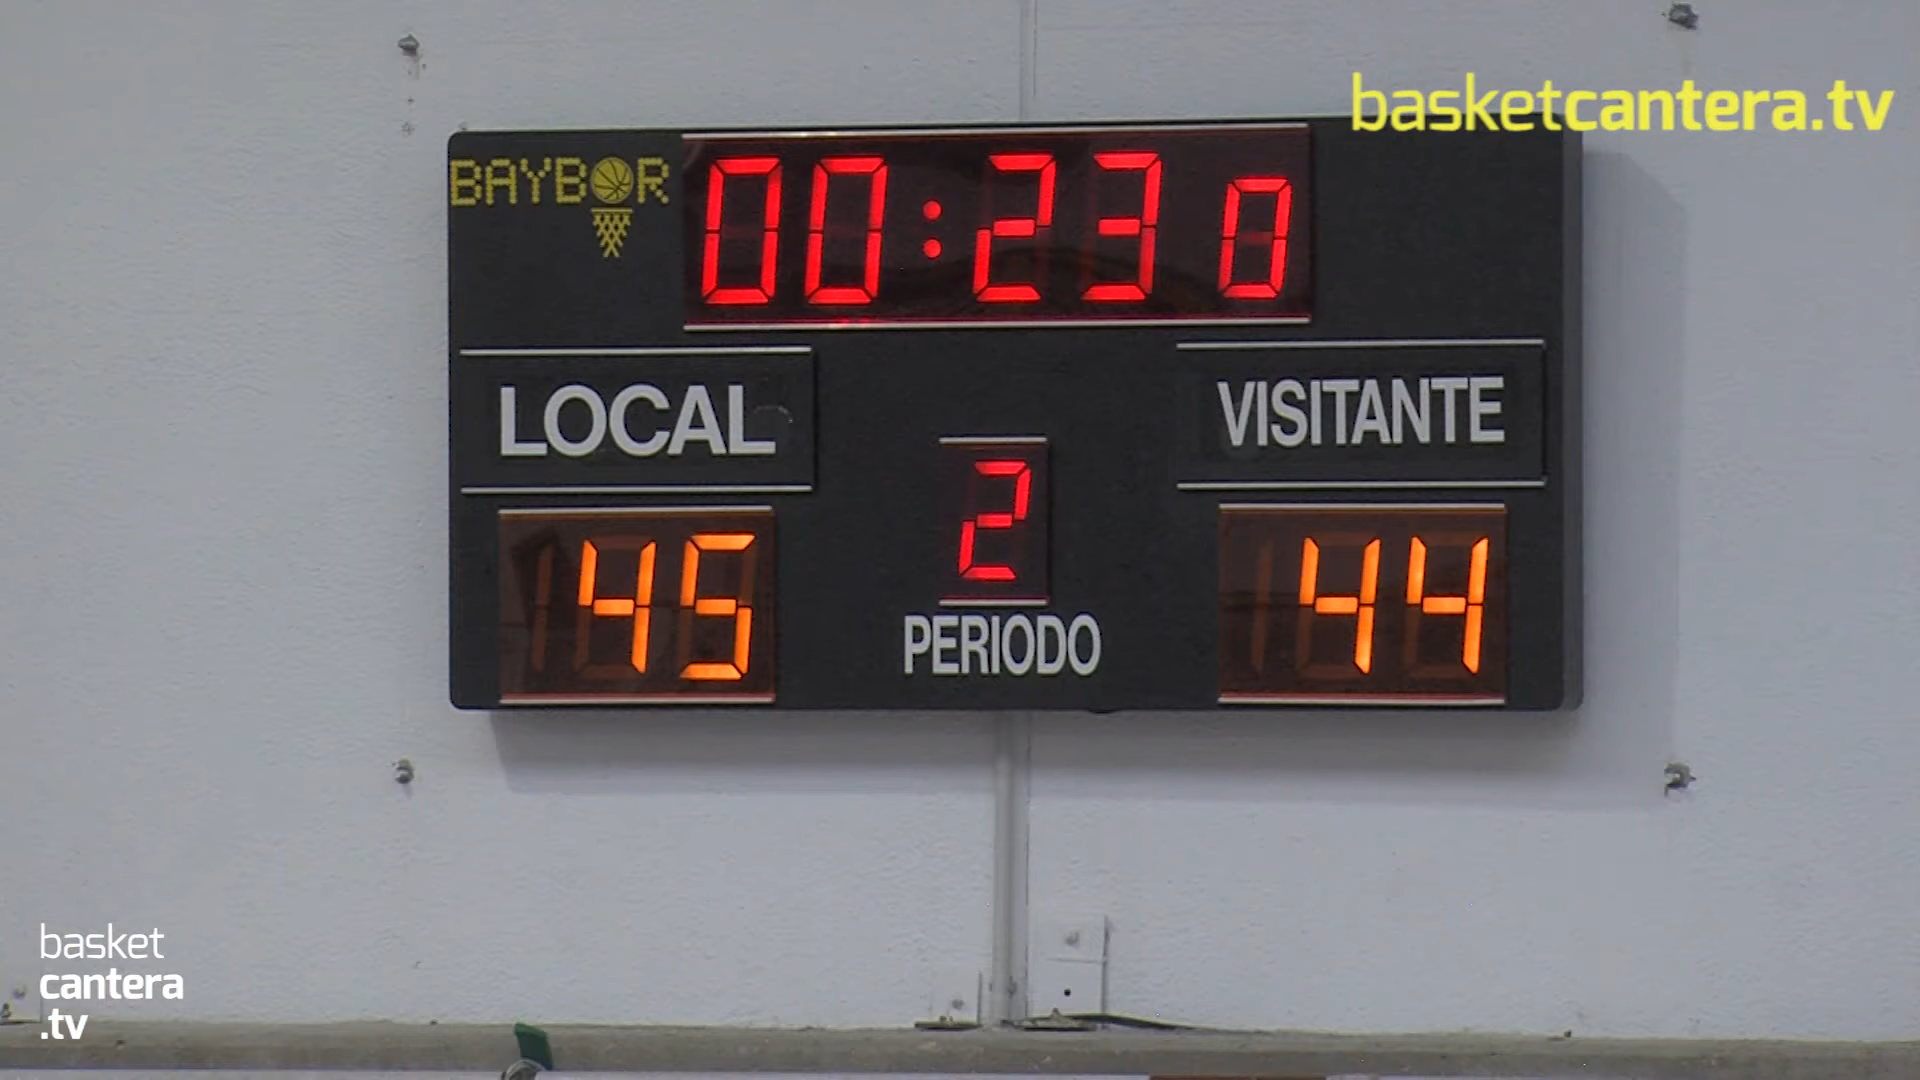 basketcantera.tv
BAYBOR
00:23 0
LOCAL
VISITANTE
2
45
44
PERIODO
basket
cantera
.tv